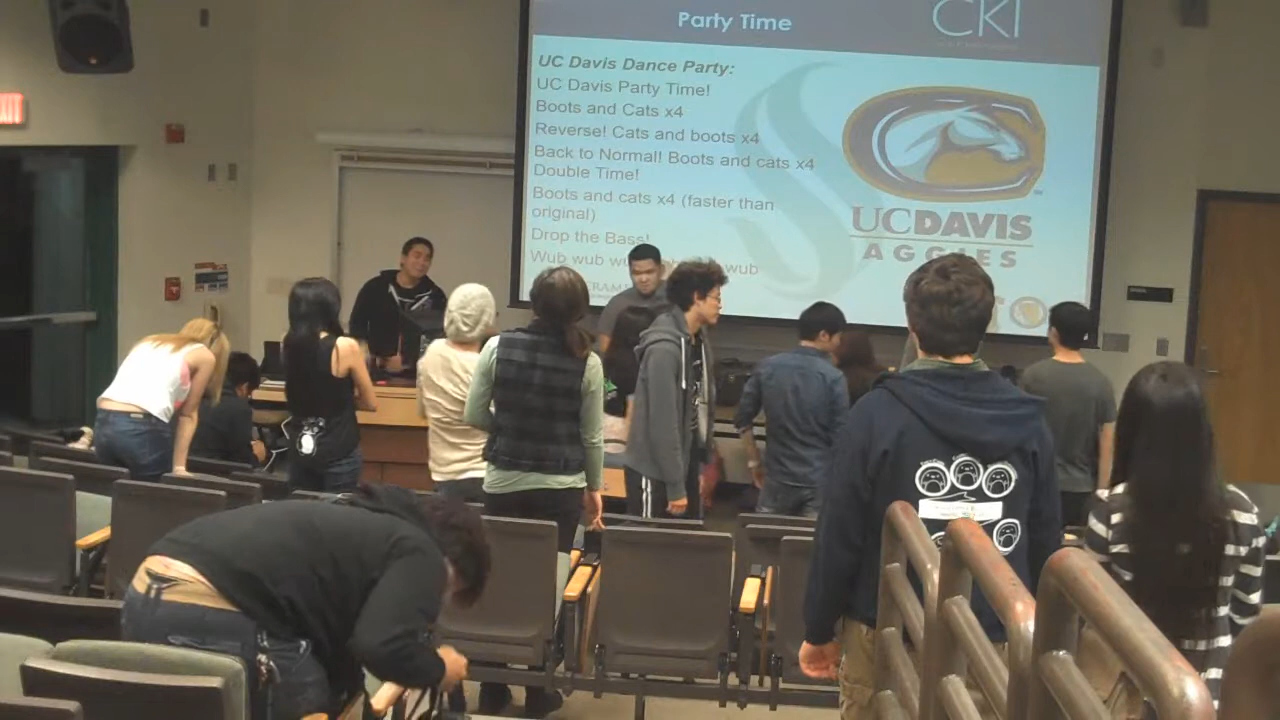 Party Time
CKI
UC Davis Dance Party:
UC Davis Party Time!
Boots and Cats x4
Reverse! Cats and boots x4
Back to Normal! Boots and cats x4
Double Time!
Boots and cats x4 (faster than
original)
Drop the Bass!
Wub wub wub
wub
UCDAVIS
AGGIES